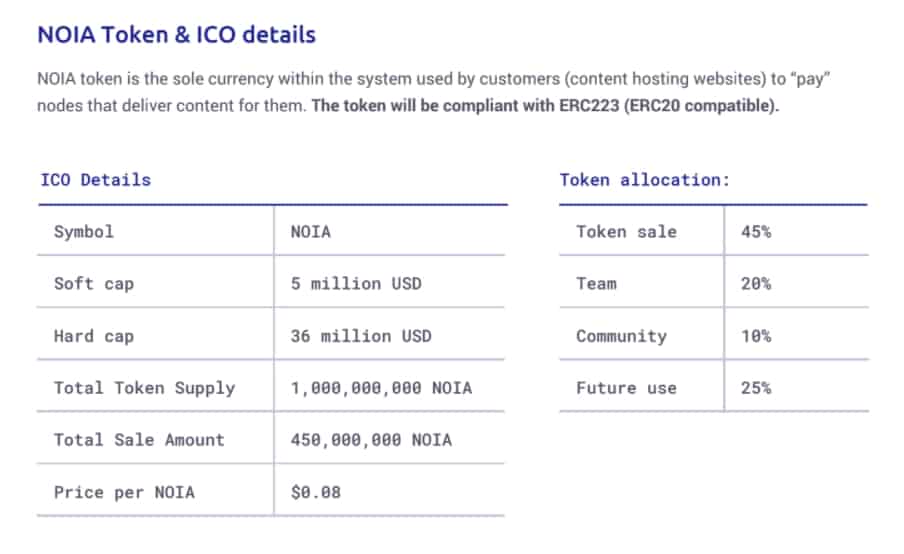 NOIA Token & ICO details
NOIA token is the sole currency within the system used by customers (content hosting websites) to “pay”
nodes that deliver content for them. The token will be compliant with ERC223 (ERC20 compatible).
ICO Details
Symbol NOIA
Soft cap 5 million USD
Hard cap 36 million USD
Total Token Supply 1,000,000,000 NOIA
Total Sale Amount 450,000,000 NOIA
Price per NOIA $0.08
Token allocation:
Token sale 45%
Team 20%
Community 10%
Future use 25%